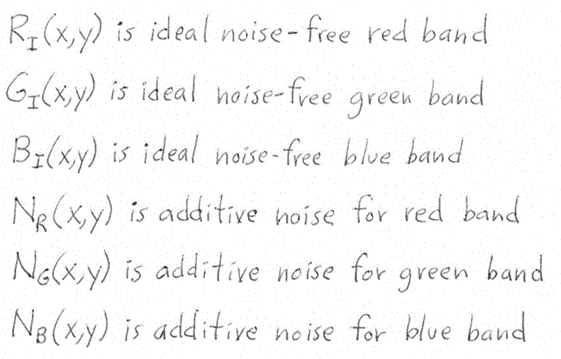 R_I(x,y) is ideal noise-free red band
G_I(x,y) is ideal noise-free green band
B_I(x,y) is ideal noise-free blue band
N_R(x,y) is additive noise for red band
N_G(x,y) is additive noise for green band
N_B(x,y) is additive noise for blue band